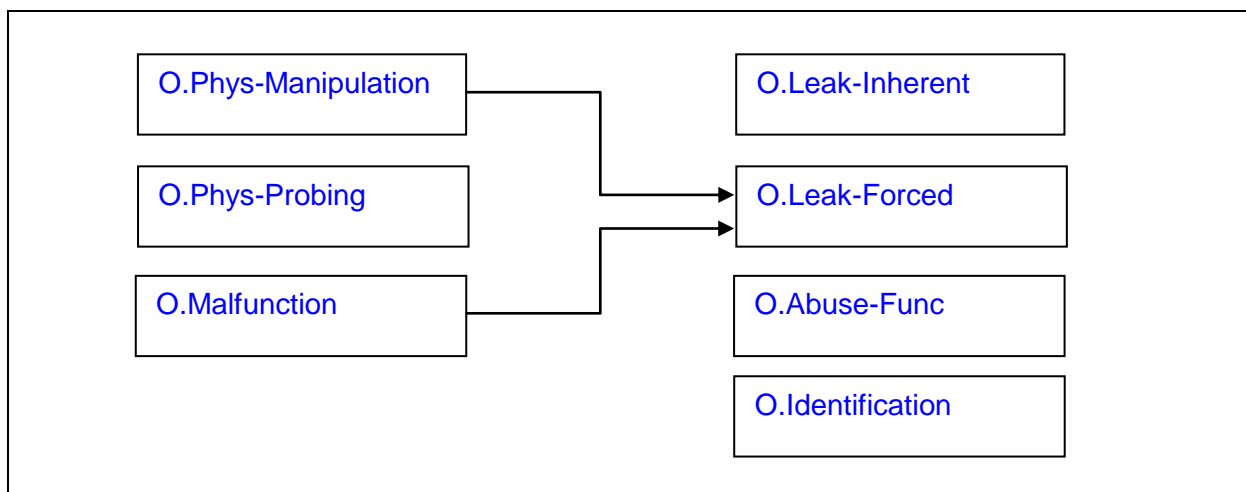 O.Phys-Manipulation
O.Leak-Inherent
O.Phys-Probing
O.Leak-Forced
O.Malfunction
O.Abuse-Func
O.Identification